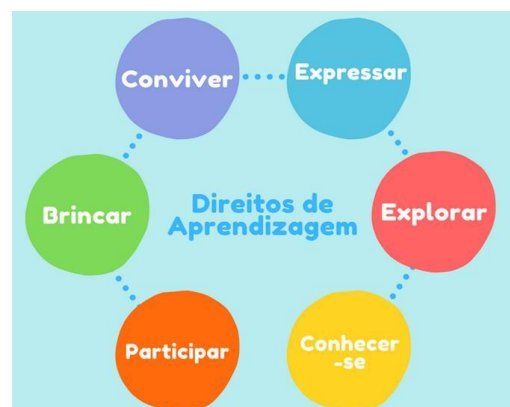 Conviver
Expressar
Brincar
Direitos de
Aprendizagem
Explorar
Participar
Conhecer
-se